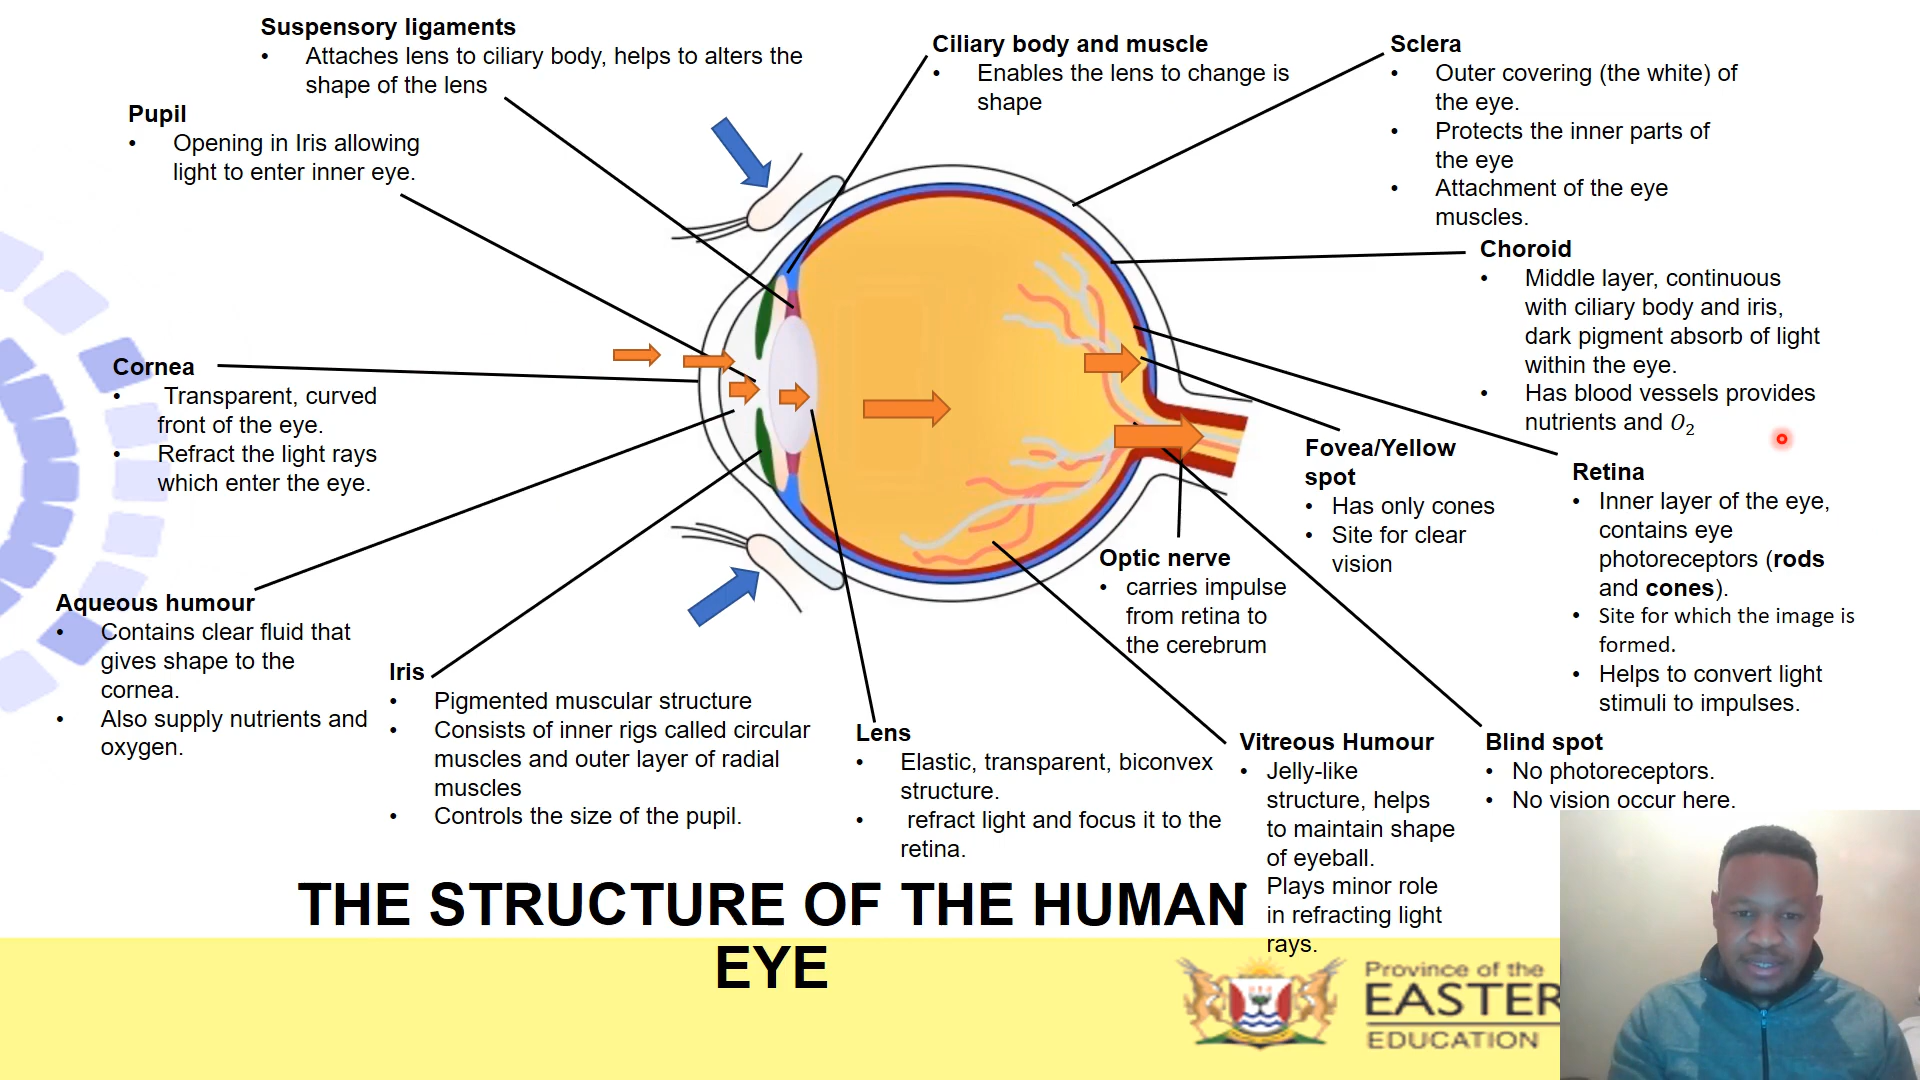 Suspensory ligaments
• Attaches lens to ciliary body, helps to alters the
shape of the lens
Pupil
• Opening in Iris allowing
light to enter inner eye.
Ciliary body and muscle
• Enables the lens to change is
shape
Sclera
• Outer covering (the white) of
the eye.
• Protects the inner parts of
the eye
• Attachment of the eye
muscles.
Choroid
• Middle layer, continuous
with ciliary body and iris,
dark pigment absorb of light
within the eye.
• Has blood vessels provides
nutrients and O₂
Cornea
• Transparent, curved
front of the eye.
• Refract the light rays
which enter the eye.
Fovea/Yellow
spot
• Has only cones
• Site for clear
vision
Retina
• Inner layer of the eye,
contains eye
photoreceptors (rods
and cones).
• Site for which the image is
formed.
• Helps to convert light
stimuli to impulses.
Optic nerve
• carries impulse
from retina to
the cerebrum
Aqueous humour
• Contains clear fluid that
gives shape to the
cornea.
• Also supply nutrients and
oxygen.
Iris
• Pigmented muscular structure
• Consists of inner rigs called circular
muscles and outer layer of radial
muscles
• Controls the size of the pupil.
Lens
• Elastic, transparent, biconvex
structure.
• refract light and focus it to the
retina.
Vitreous Humour
• Jelly-like
structure, helps
to maintain shape
of eyeball.
• Plays minor role
in refracting light
rays.
Blind spot
• No photoreceptors.
• No vision occur here.
THE STRUCTURE OF THE HUMAN
EYE
Province of the
EASTER
EDUCATION